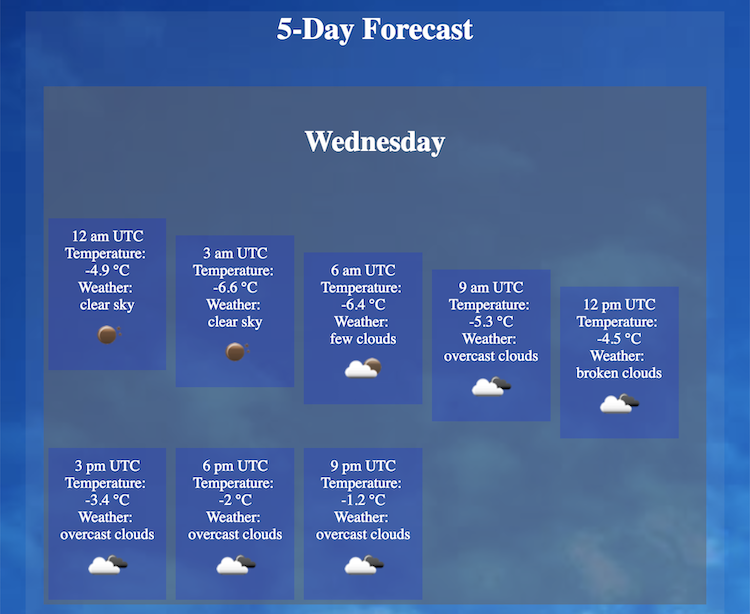 5-Day Forecast
Wednesday
12 am UTC
Temperature:
-4.9 °C
Weather:
clear sky
3 am UTC
Temperature:
-6.6 °C
Weather:
clear sky
6 am UTC
Temperature:
-6.4 °C
Weather:
few clouds
9 am UTC
Temperature:
-5.3 °C
Weather:
overcast clouds
12 pm UTC
Temperature:
-4.5 °C
Weather:
broken clouds
3 pm UTC
Temperature:
-3.4 °C
Weather:
overcast clouds
6 pm UTC
Temperature:
-2 °C
Weather:
overcast clouds
9 pm UTC
Temperature:
-1.2 °C
Weather:
overcast clouds